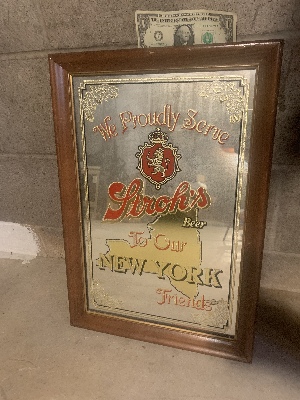 We Proudly Serve
Stroh's
Beer
To Our
NEW YORK
Friends